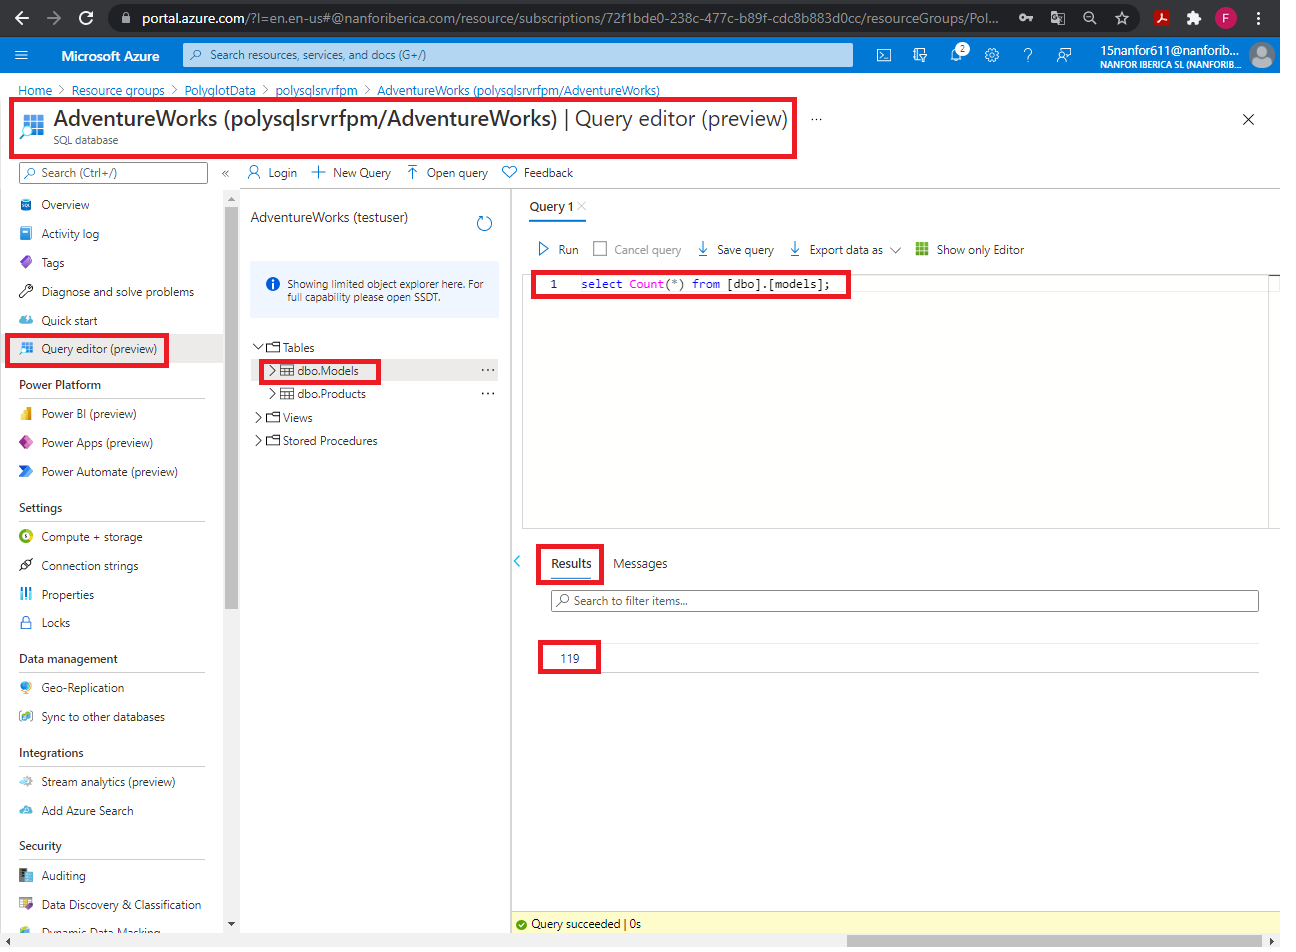 portal.azure.com/?l=en.en-us#@nanforiberica.com/resource/subscriptions/72f1bde0-238c-477c-b89f-cdc8b883d0cc/resourceGroups/Pol...
F
Microsoft Azure
Search resources, services, and docs (G+/)
2
15nanfor611@nanforib...
NANFOR IBERICA SL (NANFORIB...
Home > Resource groups > PolyglotData > polysqlsrvrfpm > AdventureWorks (polysqlsrvrfpm/AdventureWorks)
AdventureWorks (polysqlsrvrfpm/AdventureWorks) | Query editor (preview) ...
SQL database
Search (Ctrl+/)
«
Overview
Activity log
Tags
Diagnose and solve problems
Quick start
Query editor (preview)
Power Platform
Power BI (preview)
Power Apps (preview)
Power Automate (preview)
Settings
Compute + storage
Connection strings
Properties
Locks
Data management
Geo-Replication
Sync to other databases
Integrations
Stream analytics (preview)
Add Azure Search
Security
Auditing
Data Discovery & Classification
Dynamic Data Masking
Login
New Query
Open query
Feedback
AdventureWorks (testuser)
Showing limited object explorer here. For
full capability please open SSDT.
Tables
dbo.Models ...
dbo.Products ...
Views
Stored Procedures
Query 1
Run
Cancel query
Save query
Export data as
Show only Editor
1 select Count(*) from [dbo].[models];
Results
Messages
Search to filter items...
119
Query succeeded | 0s